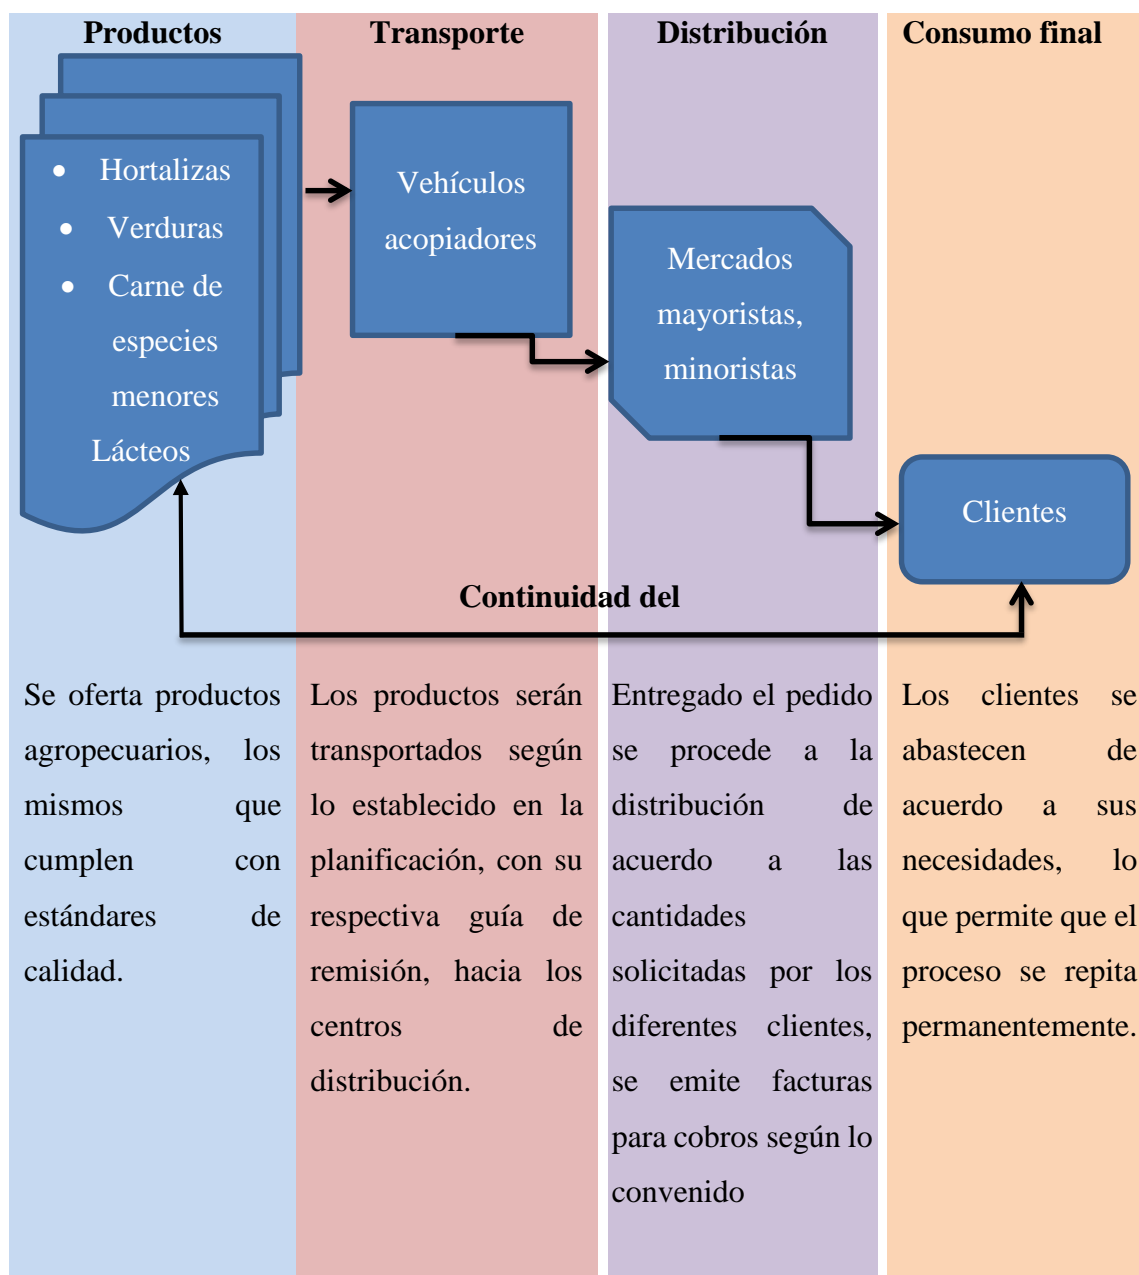 Productos
Transporte
Distribución
Consumo final
• Hortalizas
• Verduras
• Carne de
especies
menores
Lácteos
Vehículos
acopiadores
Mercados
mayoristas,
minoristas
Clientes
Continuidad del
Se oferta productos
agropecuarios, los
mismos que
cumplen con
estándares de
calidad.
Los productos serán
transportados según
lo establecido en la
planificación, con su
respectiva guía de
remisión, hacia los
centros de
distribución.
Entregado el pedido
se procede a la
distribución de
acuerdo a las
cantidades
solicitadas por los
diferentes clientes,
se emite facturas
para cobros según lo
convenido
Los clientes se
abastecen de
acuerdo a sus
necesidades, lo
que permite que el
proceso se repita
permanentemente.